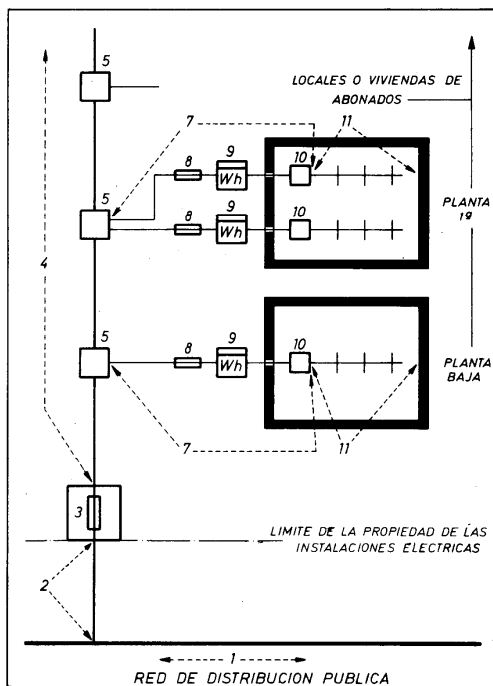 5
LOCALES O VIVIENDAS DE
ABONADOS
7
11
9
8
Wh
10
5
9
8
Wh
10
PLANTA
1ª
4
5
9
8
Wh
10
PLANTA
BAJA
7
11
3
LIMITE DE LA PROPIEDAD DE LAS
INSTALACIONES ELECTRICAS
2
1
RED DE DISTRIBUCION PUBLICA